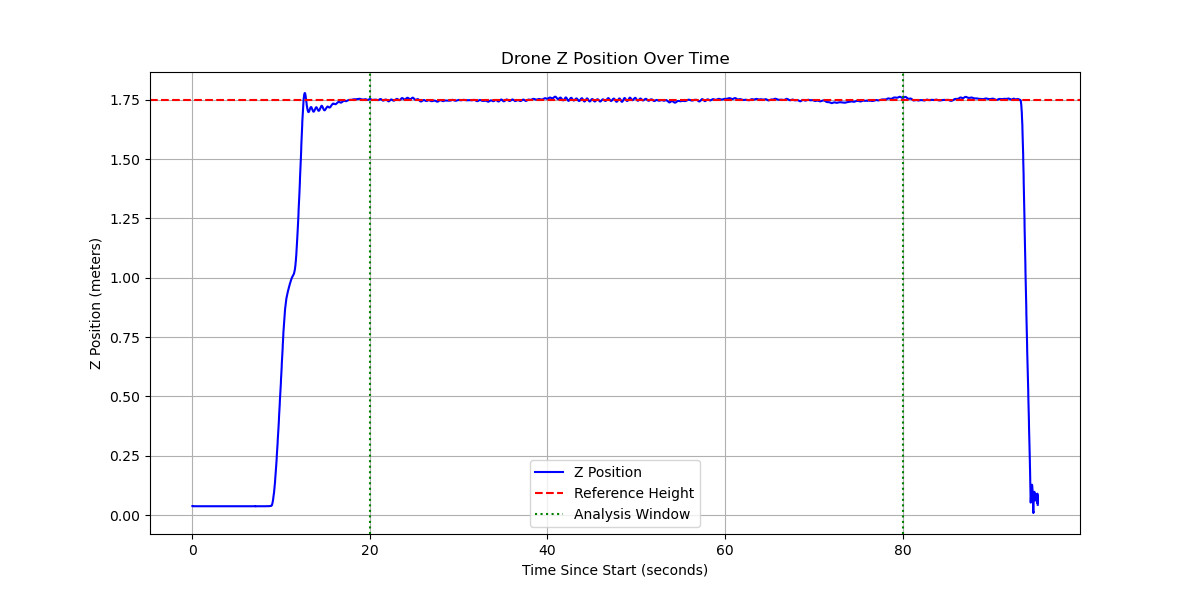 Drone Z Position Over Time
Z Position (meters)
1.75
1.50
1.25
1.00
0.75
0.50
0.25
0.00
Z Position
Reference Height
Analysis Window
0 20 40 60 80
Time Since Start (seconds)